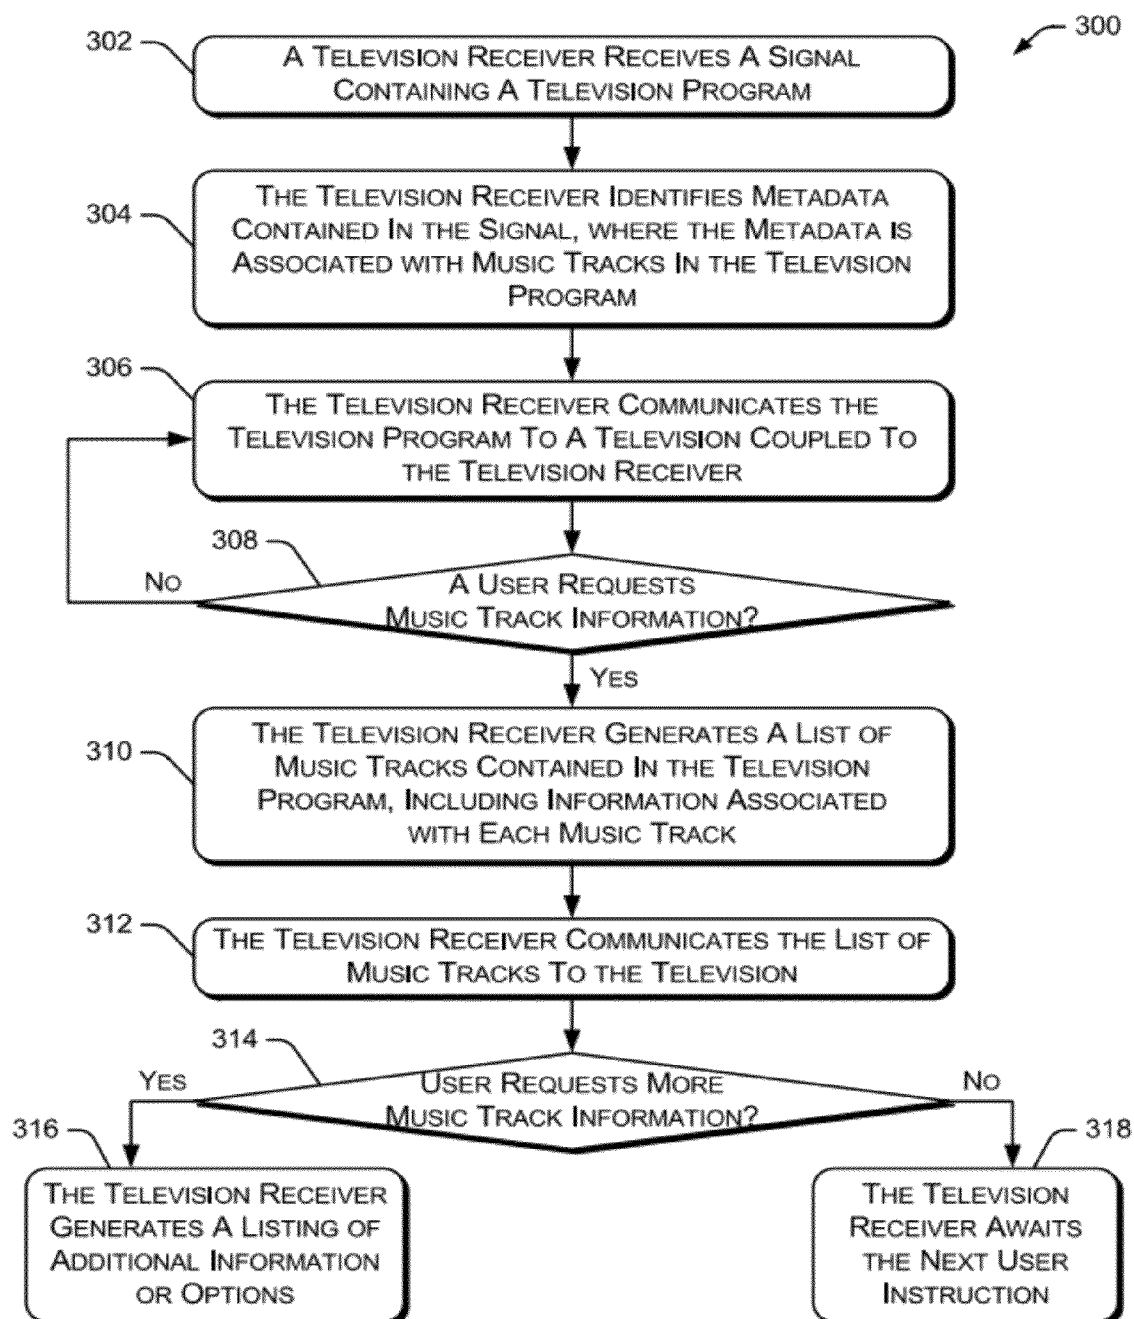 300
302
A TELEVISION RECEIVER RECEIVES A SIGNAL
CONTAINING A TELEVISION PROGRAM
304
THE TELEVISION RECEIVER IDENTIFIES METADATA
CONTAINED IN THE SIGNAL, WHERE THE METADATA IS
ASSOCIATED WITH MUSIC TRACKS IN THE TELEVISION
PROGRAM
306
THE TELEVISION RECEIVER COMMUNICATES THE
TELEVISION PROGRAM TO A TELEVISION COUPLED TO
THE TELEVISION RECEIVER
308
NO
A USER REQUESTS
MUSIC TRACK INFORMATION?
YES
310
THE TELEVISION RECEIVER GENERATES A LIST OF
MUSIC TRACKS CONTAINED IN THE TELEVISION
PROGRAM, INCLUDING INFORMATION ASSOCIATED
WITH EACH MUSIC TRACK
312
THE TELEVISION RECEIVER COMMUNICATES THE LIST OF
MUSIC TRACKS TO THE TELEVISION
314
YES
USER REQUESTS MORE
MUSIC TRACK INFORMATION?
NO
316
THE TELEVISION RECEIVER
GENERATES A LISTING OF
ADDITIONAL INFORMATION
OR OPTIONS
318
THE TELEVISION
RECEIVER AWAITS
THE NEXT USER
INSTRUCTION